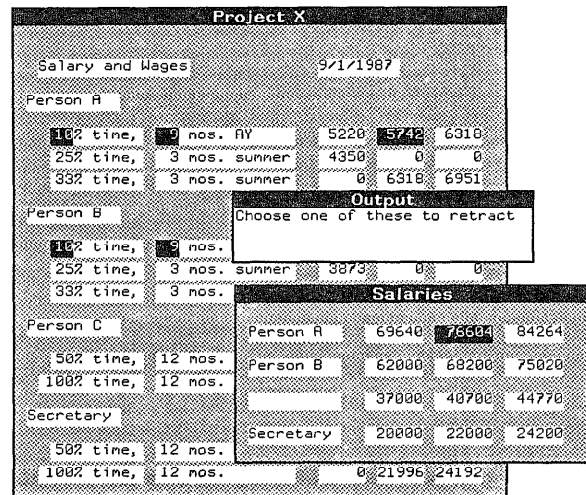 Project X
Salary and Wages 9/1/1987
Person A
10% time, 9 mos. AY 5220 5742 6318
25% time, 3 mos. summer 4350 0 0
33% time, 3 mos. summer 0 6318 6951
Person B
10% time, 9 mos.
25% time, 3 mos. summer 3873 0 0
33% time, 3 mos.
Person C
50% time, 12 mos.
100% time, 12 mos.
Secretary
50% time, 12 mos.
100% time, 12 mos. 0 21996 24192
Output
Choose one of these to retract
Salaries
Person A 69640 76604 84264
Person B 62000 68200 75020
37000 40700 44770
Secretary 20000 22000 24200